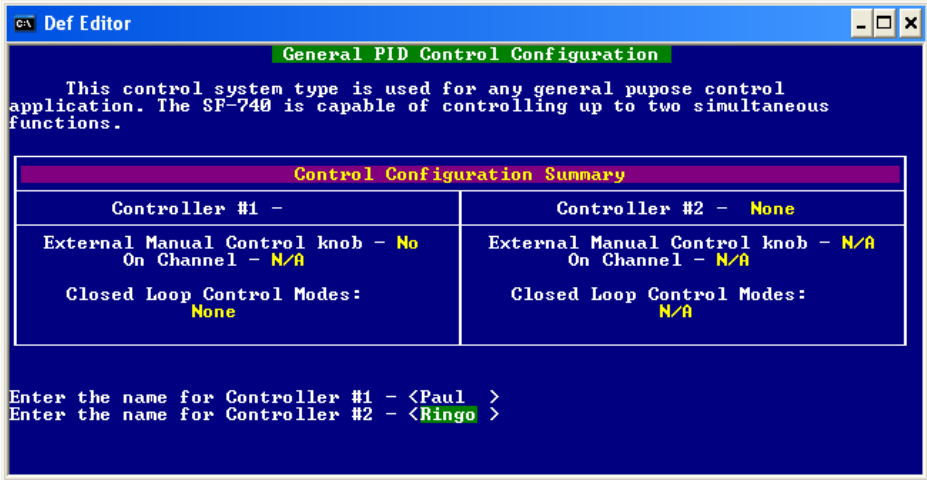 Def Editor
General PID Control Configuration
This control system type is used for any general pupose control
application. The SF-740 is capable of controlling up to two simultaneous
functions.
Control Configuration Summary
Controller #1 -
Controller #2 - None
External Manual Control knob - No
On Channel - N/A
Closed Loop Control Modes:
None
External Manual Control knob - N/A
On Channel - N/A
Closed Loop Control Modes:
N/A
Enter the name for Controller #1 - <Paul  >
Enter the name for Controller #2 - <Ringo >